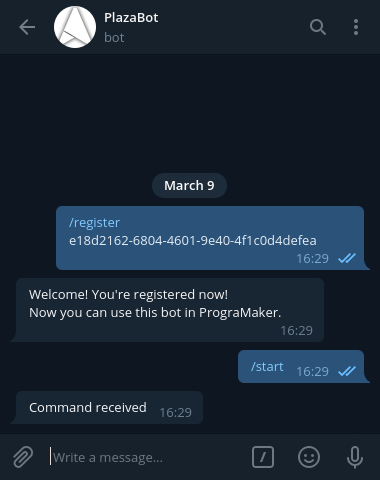 PlazaBot
bot
March 9
/register
e18d2162-6804-4601-9e40-4f1c0d4defea
16:29
Welcome! You're registered now!
Now you can use this bot in PrograMaker.
16:29
/start 16:29
Command received 16:29
Write a message...